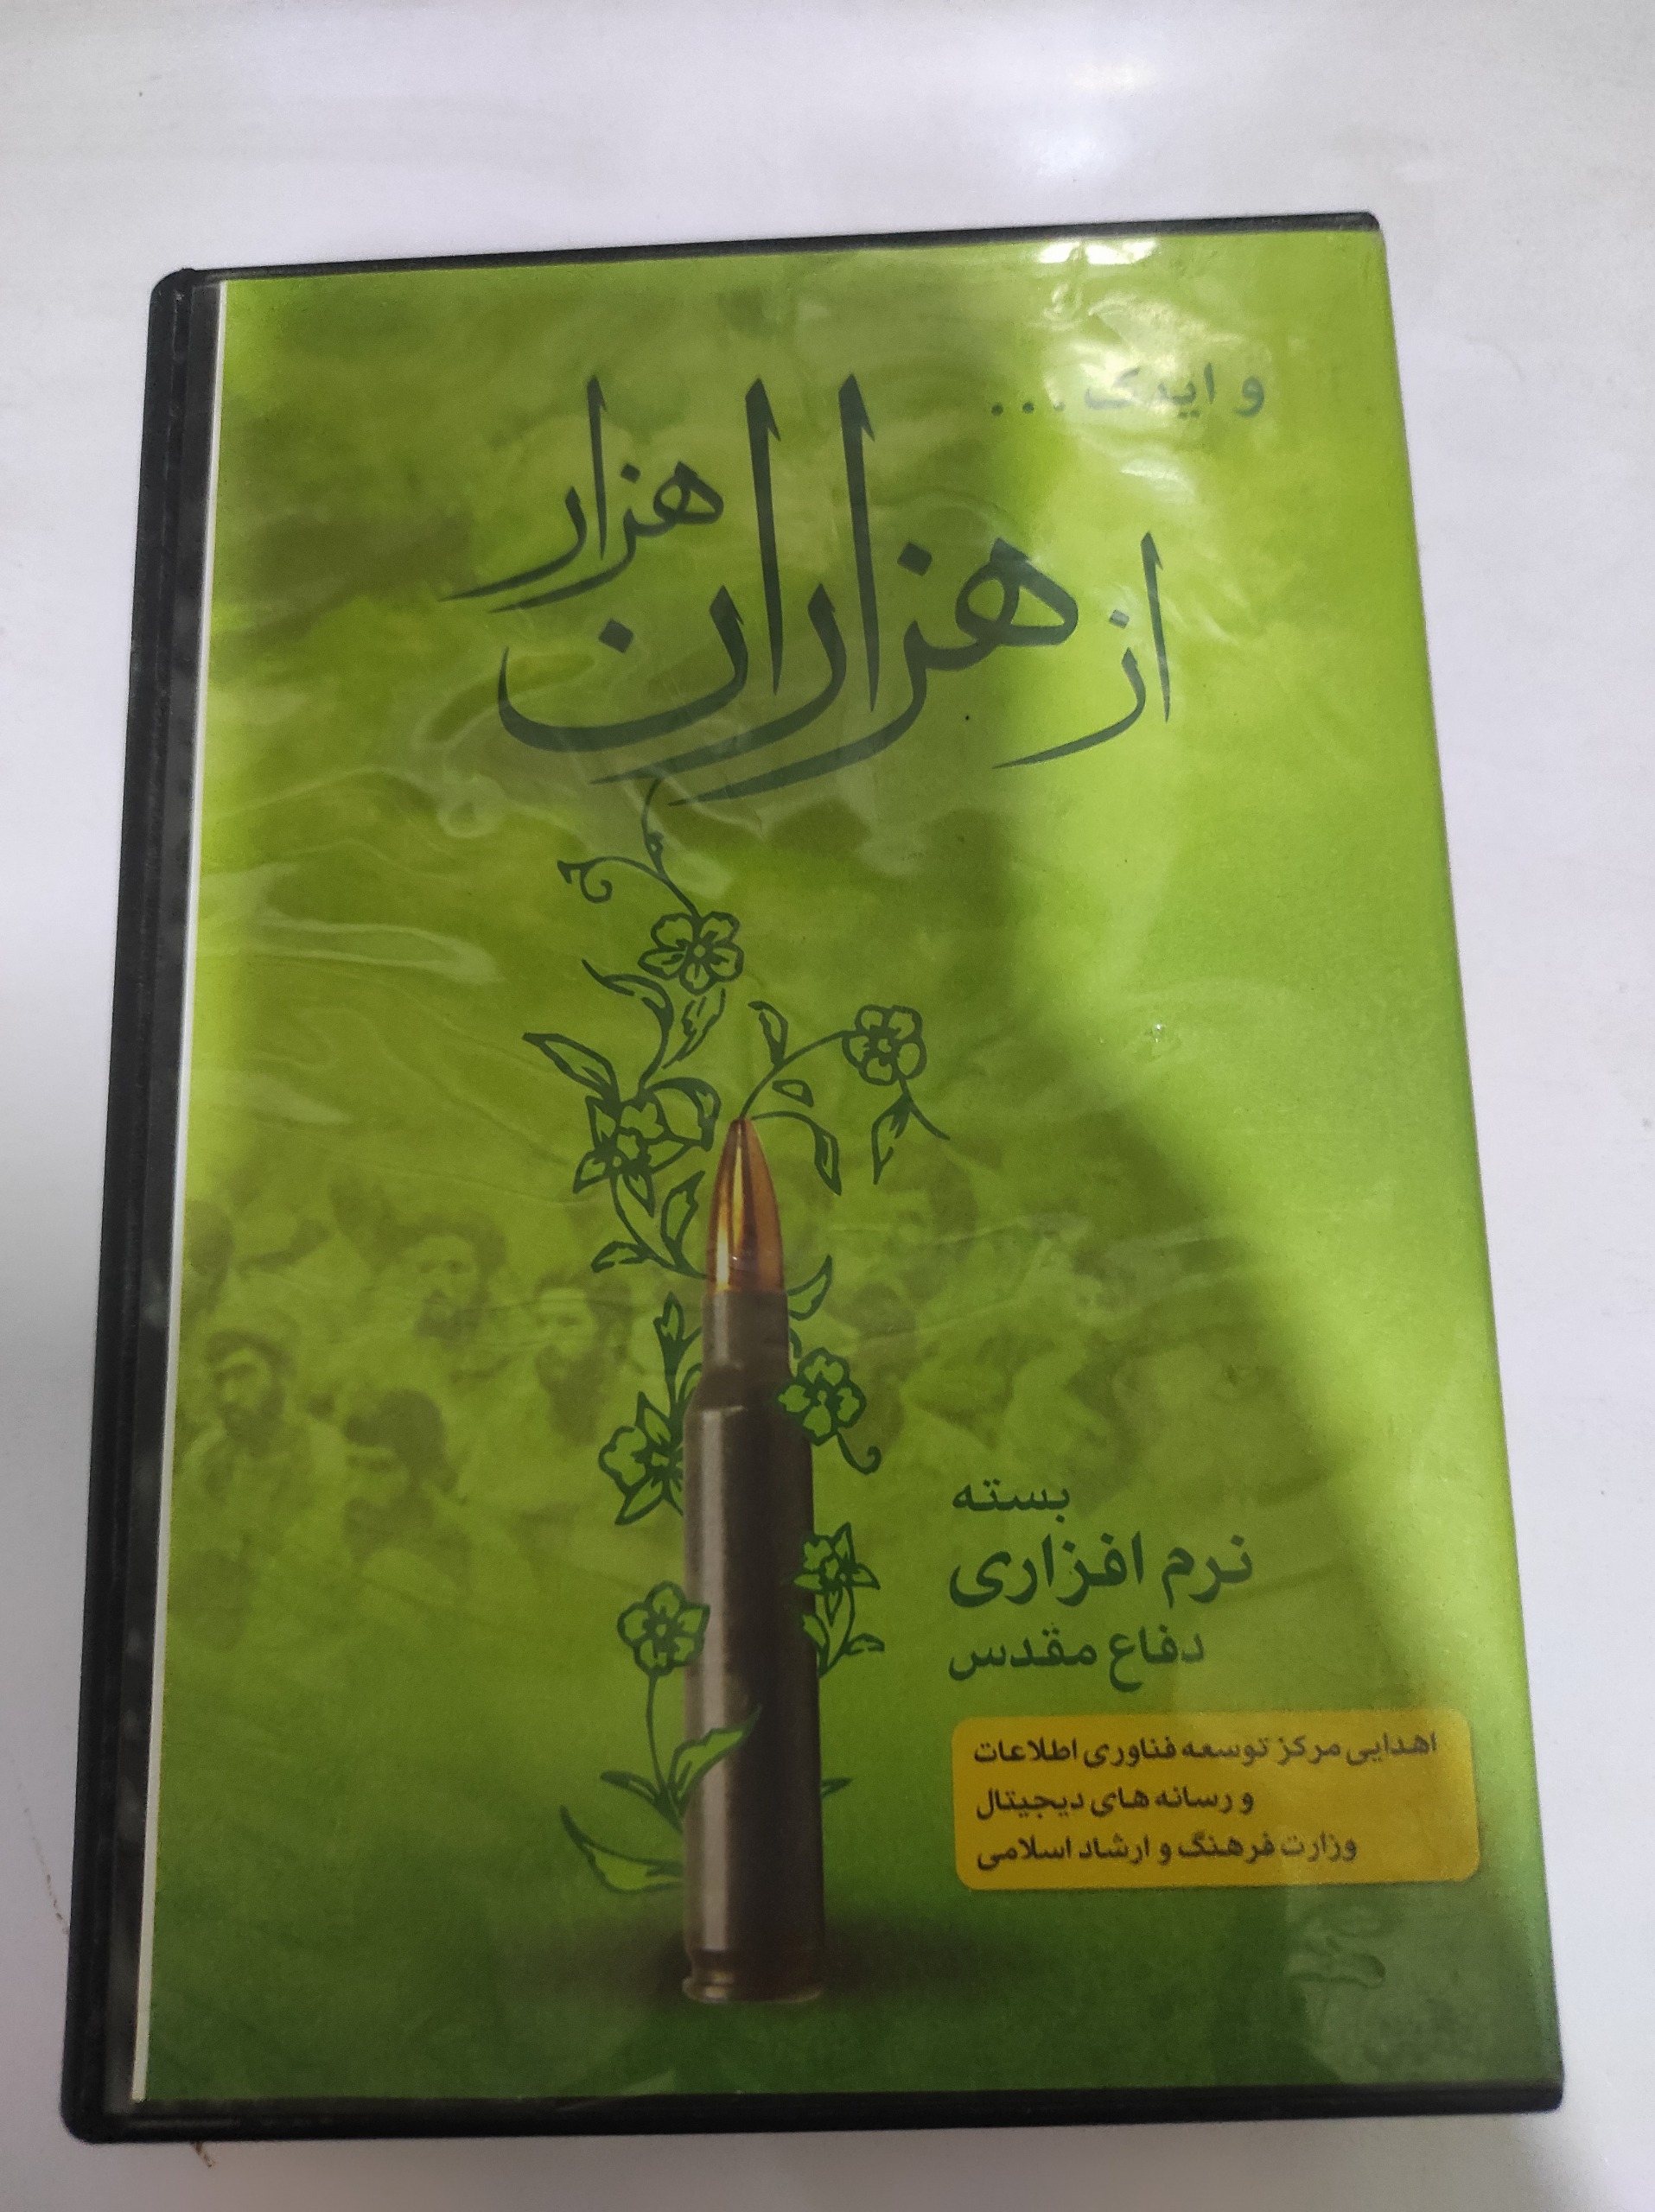 و اینک ...
از هزاران هزار
بسته
نرم افزاری
دفاع مقدس
اهدایی مرکز توسعه فناوری اطلاعات
و رسانه های دیجیتال
وزارت فرهنگ و ارشاد اسلامی